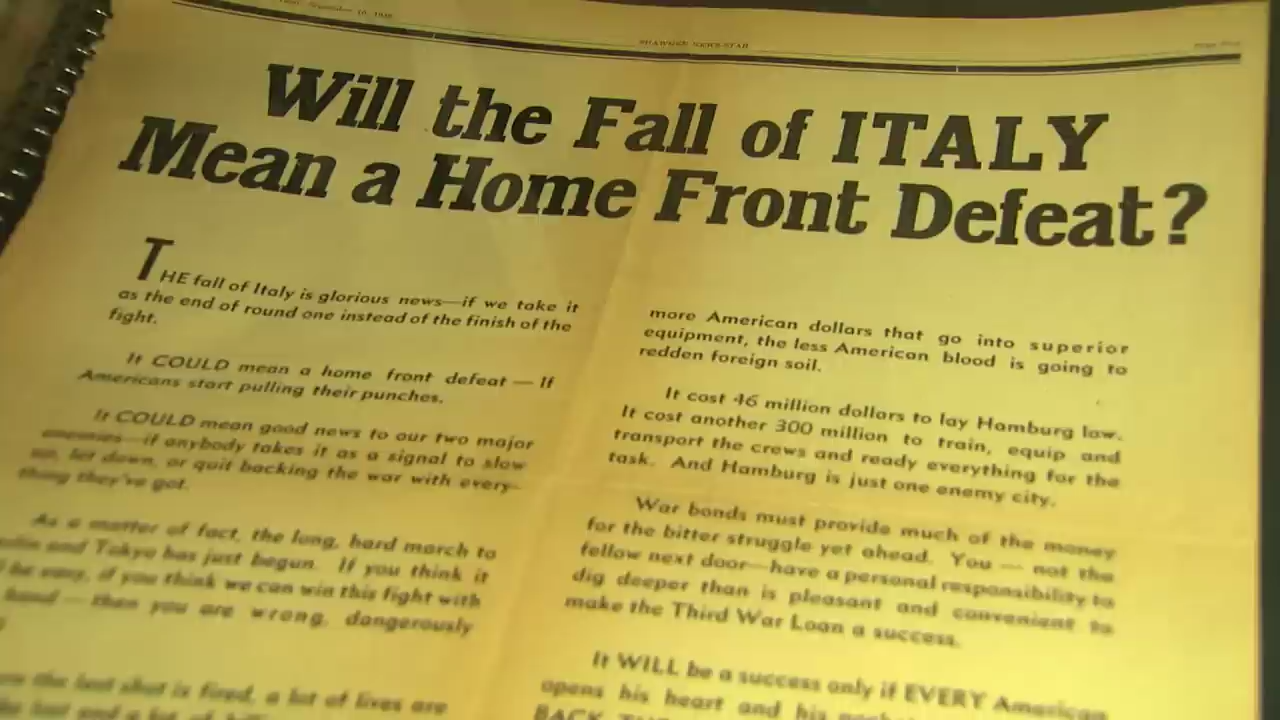 SHAWNEE NEWS-STAR
Will the Fall of ITALY
Mean a Home Front Defeat?
THE fall of Italy is glorious news—if we take it
as the end of round one instead of the finish of the
fight.
It COULD mean a home front defeat — If
Americans start pulling their punches.
It COULD mean good news to our two major
enemies—if anybody takes it as a signal to slow
up, let down, or quit backing the war with every-
thing they've got.
As a matter of fact, the long, hard march to
and Tokyo has just begun. If you think it
be easy, if you think we can win this fight with
hand — then you are wrong, dangerously
the last shot is fired, a lot of lives are
more American dollars that go into superior
equipment, the less American blood is going to
redden foreign soil.
It cost 46 million dollars to lay Hamburg low.
It cost another 300 million to train, equip and
transport the crews and ready everything for the
task. And Hamburg is just one enemy city.
War bonds must provide much of the money
for the bitter struggle yet ahead. You — not the
fellow next door—have a personal responsibility to
dig deeper than is pleasant and convenient to
make the Third War Loan a success.
It WILL be a success only if EVERY American
opens his heart and his
BACK